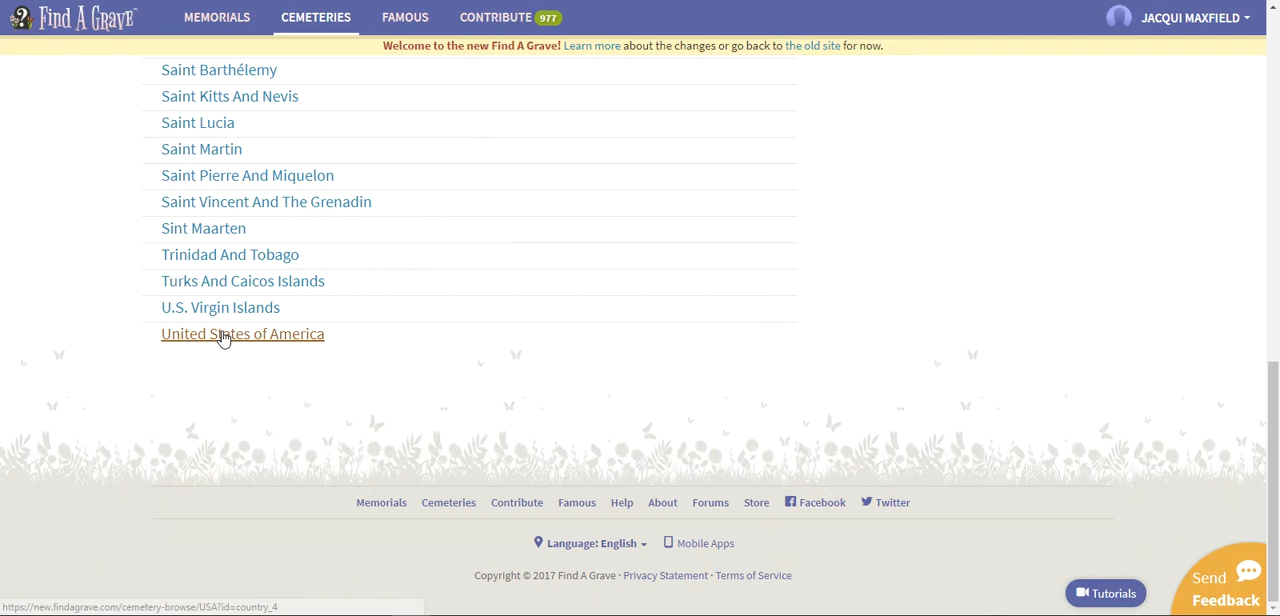 Find A Grave
MEMORIALS CEMETERIES FAMOUS CONTRIBUTE 977 JACQUI MAXFIELD
Welcome to the new Find A Grave! Learn more about the changes or go back to the old site for now.
Saint Barthélemy
Saint Kitts And Nevis
Saint Lucia
Saint Martin
Saint Pierre And Miquelon
Saint Vincent And The Grenadin
Sint Maarten
Trinidad And Tobago
Turks And Caicos Islands
U.S. Virgin Islands
United States of America
Memorials Cemeteries Contribute Famous Help About Forums Store Facebook Twitter
Language: English Mobile Apps
Copyright © 2017 Find A Grave · Privacy Statement · Terms of Service
Tutorials
Send
Feedback
https://new.findagrave.com/cemetery-browse/USA?id=country_4